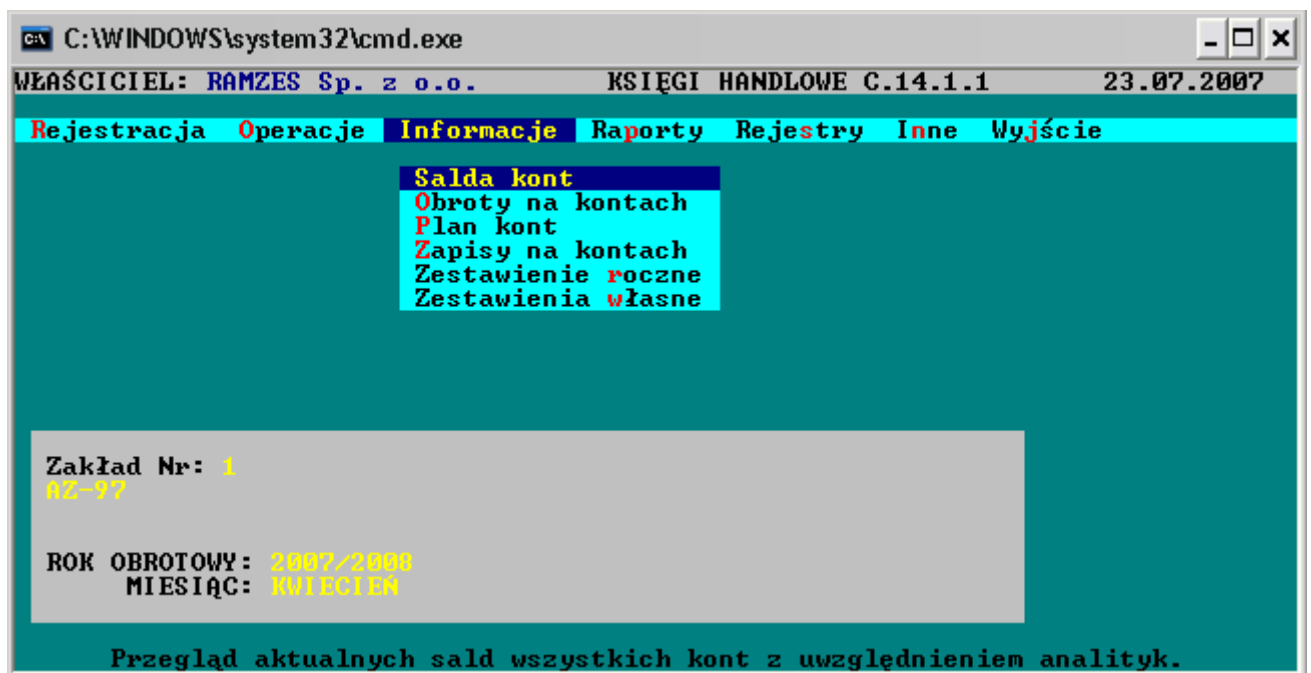 C:\WINDOWS\system32\cmd.exe
WŁAŚCICIEL: RAMZES Sp. z o.o. KSIĘGI HANDLOWE C.14.1.1 23.07.2007
Rejestracja Operacje Informacje Raporty Rejestry Inne Wyjście
Salda kont
Obroty na kontach
Plan kont
Zapisy na kontach
Zestawienie roczne
Zestawienia własne
Zakład Nr: 1
AZ-97
ROK OBROTOWY: 2007/2008
MIESIĄC: KWIECIEŃ
Przegląd aktualnych sald wszystkich kont z uwzględnieniem analityk.